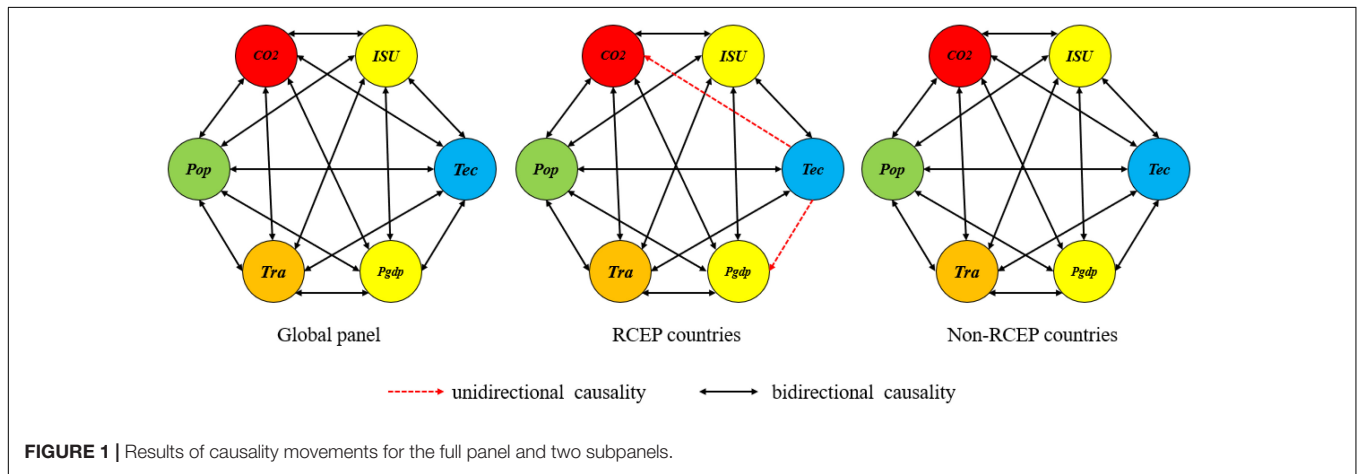 CO2 ISU CO2 ISU CO2 ISU
Pop Tec Pop Tec Pop Tec
Tra Pgdp Tra Pgdp Tra Pgdp
Global panel RCEP countries Non-RCEP countries
unidirectional causality bidirectional causality
FIGURE 1 | Results of causality movements for the full panel and two subpanels.